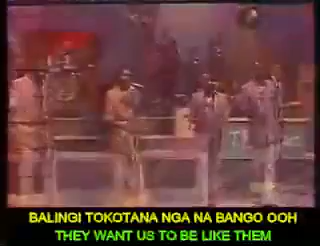 BALINGI TOKOTANA NGA NA BANGO OOH
THEY WANT US TO BE LIKE THEM